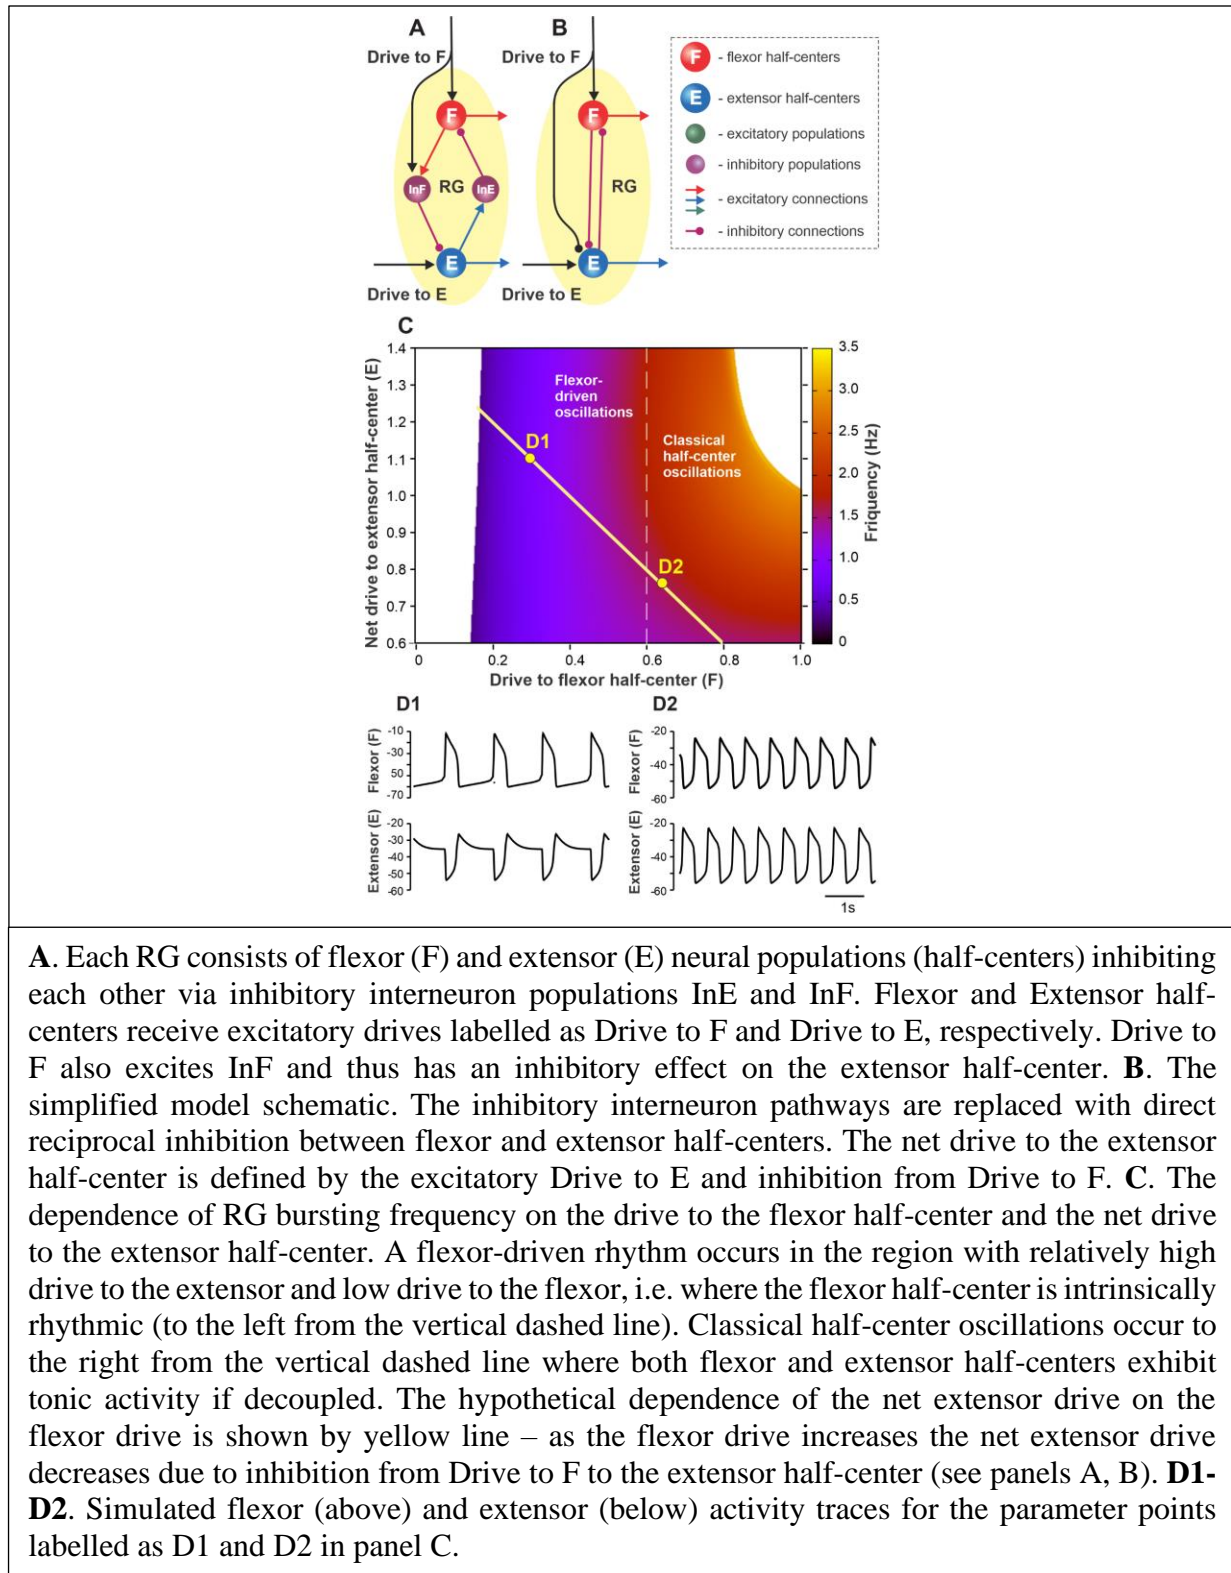 A
B
Drive to F
Drive to F
F
F
InF
RG
InE
RG
E
E
Drive to E
Drive to E
F - flexor half-centers
E - extensor half-centers
- excitatory populations
- inhibitory populations
- excitatory connections
- inhibitory connections
C
Net drive to extensor half-center (E)
1.4
1.3
1.2
1.1
1.0
0.9
0.8
0.7
0.6
Flexor-
driven
oscillations
Classical
half-center
oscillations
D1
D2
0
0.2
0.4
0.6
0.8
1.0
Drive to flexor half-center (F)
3.5
3.0
2.5
2.0
1.5
1.0
0.5
0
Friquency (Hz)
D1
Flexor (F)
-10
-30
50
-70
Extensor (E)
-20
-30
-40
-50
-60
D2
Flexor (F)
-20
-40
-60
Extensor (E)
-20
-40
-60
1s
A. Each RG consists of flexor (F) and extensor (E) neural populations (half-centers) inhibiting
each other via inhibitory interneuron populations InE and InF. Flexor and Extensor half-
centers receive excitatory drives labelled as Drive to F and Drive to E, respectively. Drive to
F also excites InF and thus has an inhibitory effect on the extensor half-center. B. The
simplified model schematic. The inhibitory interneuron pathways are replaced with direct
reciprocal inhibition between flexor and extensor half-centers. The net drive to the extensor
half-center is defined by the excitatory Drive to E and inhibition from Drive to F. C. The
dependence of RG bursting frequency on the drive to the flexor half-center and the net drive
to the extensor half-center. A flexor-driven rhythm occurs in the region with relatively high
drive to the extensor and low drive to the flexor, i.e. where the flexor half-center is intrinsically
rhythmic (to the left from the vertical dashed line). Classical half-center oscillations occur to
the right from the vertical dashed line where both flexor and extensor half-centers exhibit
tonic activity if decoupled. The hypothetical dependence of the net extensor drive on the
flexor drive is shown by yellow line – as the flexor drive increases the net extensor drive
decreases due to inhibition from Drive to F to the extensor half-center (see panels A, B). D1-
D2. Simulated flexor (above) and extensor (below) activity traces for the parameter points
labelled as D1 and D2 in panel C.